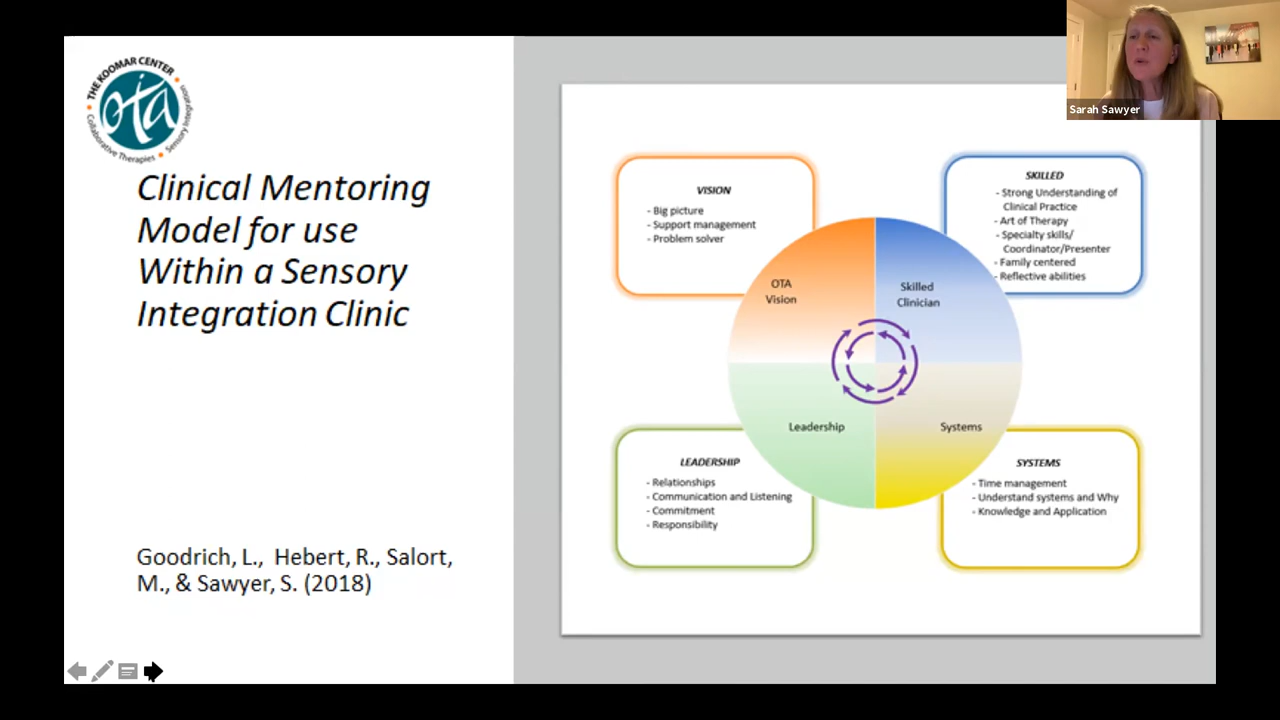 THE KOOMAR CENTER
ota
Collaborative Therapies • Sensory Integration
Clinical Mentoring
Model for use
Within a Sensory
Integration Clinic
Goodrich, L., Hebert, R., Salort,
M., & Sawyer, S. (2018)
VISION
- Big picture
- Support management
- Problem solver
SKILLED
- Strong Understanding of
Clinical Practice
- Art of Therapy
- Specialty skills/
Coordinator/Presenter
- Family centered
- Reflective abilities
OTA
Vision
Skilled
Clinician
Leadership
Systems
LEADERSHIP
- Relationships
- Communication and Listening
- Commitment
- Responsibility
SYSTEMS
- Time management
- Understand systems and Why
- Knowledge and Application
Sarah Sawyer